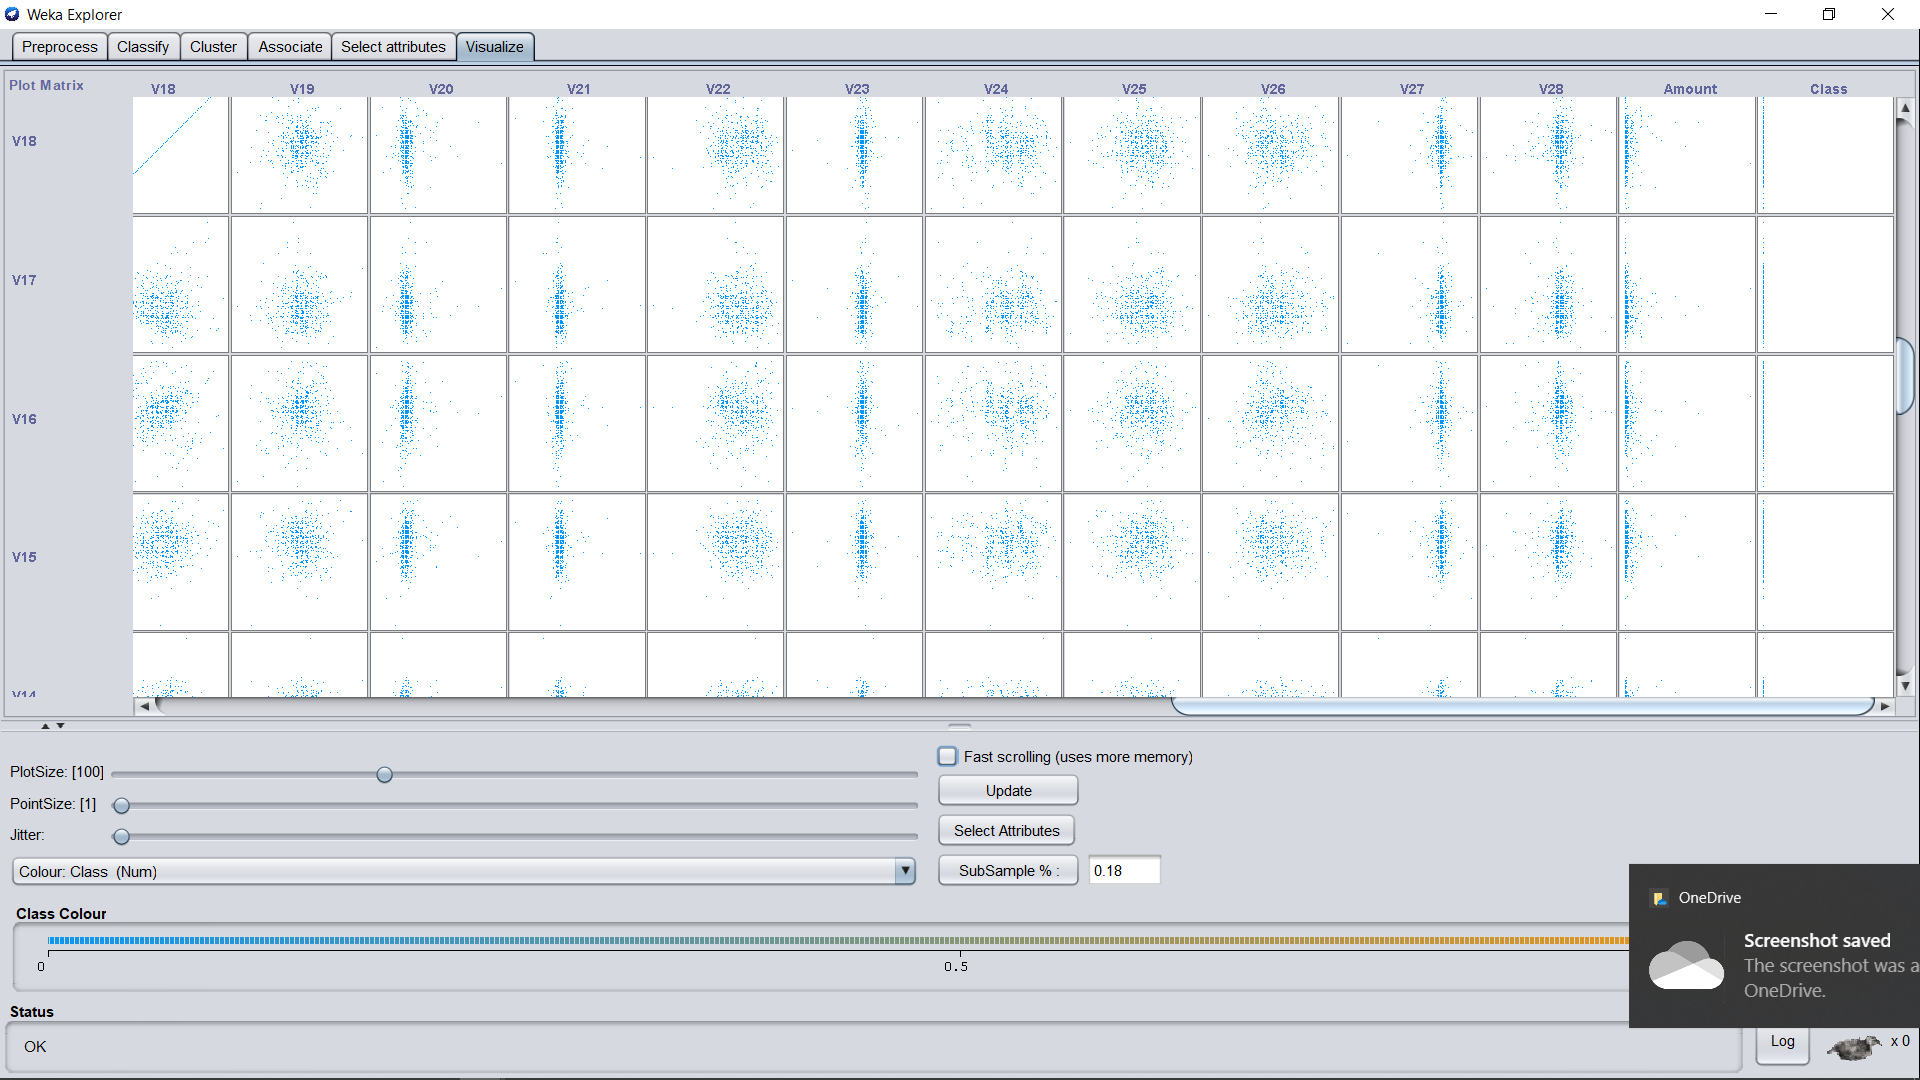 Weka Explorer
Preprocess Classify Cluster Associate Select attributes Visualize
Plot Matrix V18 V19 V20 V21 V22 V23 V24 V25 V26 V27 V28 Amount Class
V18
V17
V16
V15
V14
PlotSize: [100]
PointSize: [1]
Jitter:
Colour: Class (Num)
Fast scrolling (uses more memory)
Update
Select Attributes
SubSample % : 0.18
Class Colour
0 0.5
OneDrive
Screenshot saved
The screenshot was a
OneDrive.
Status
OK
Log x 0